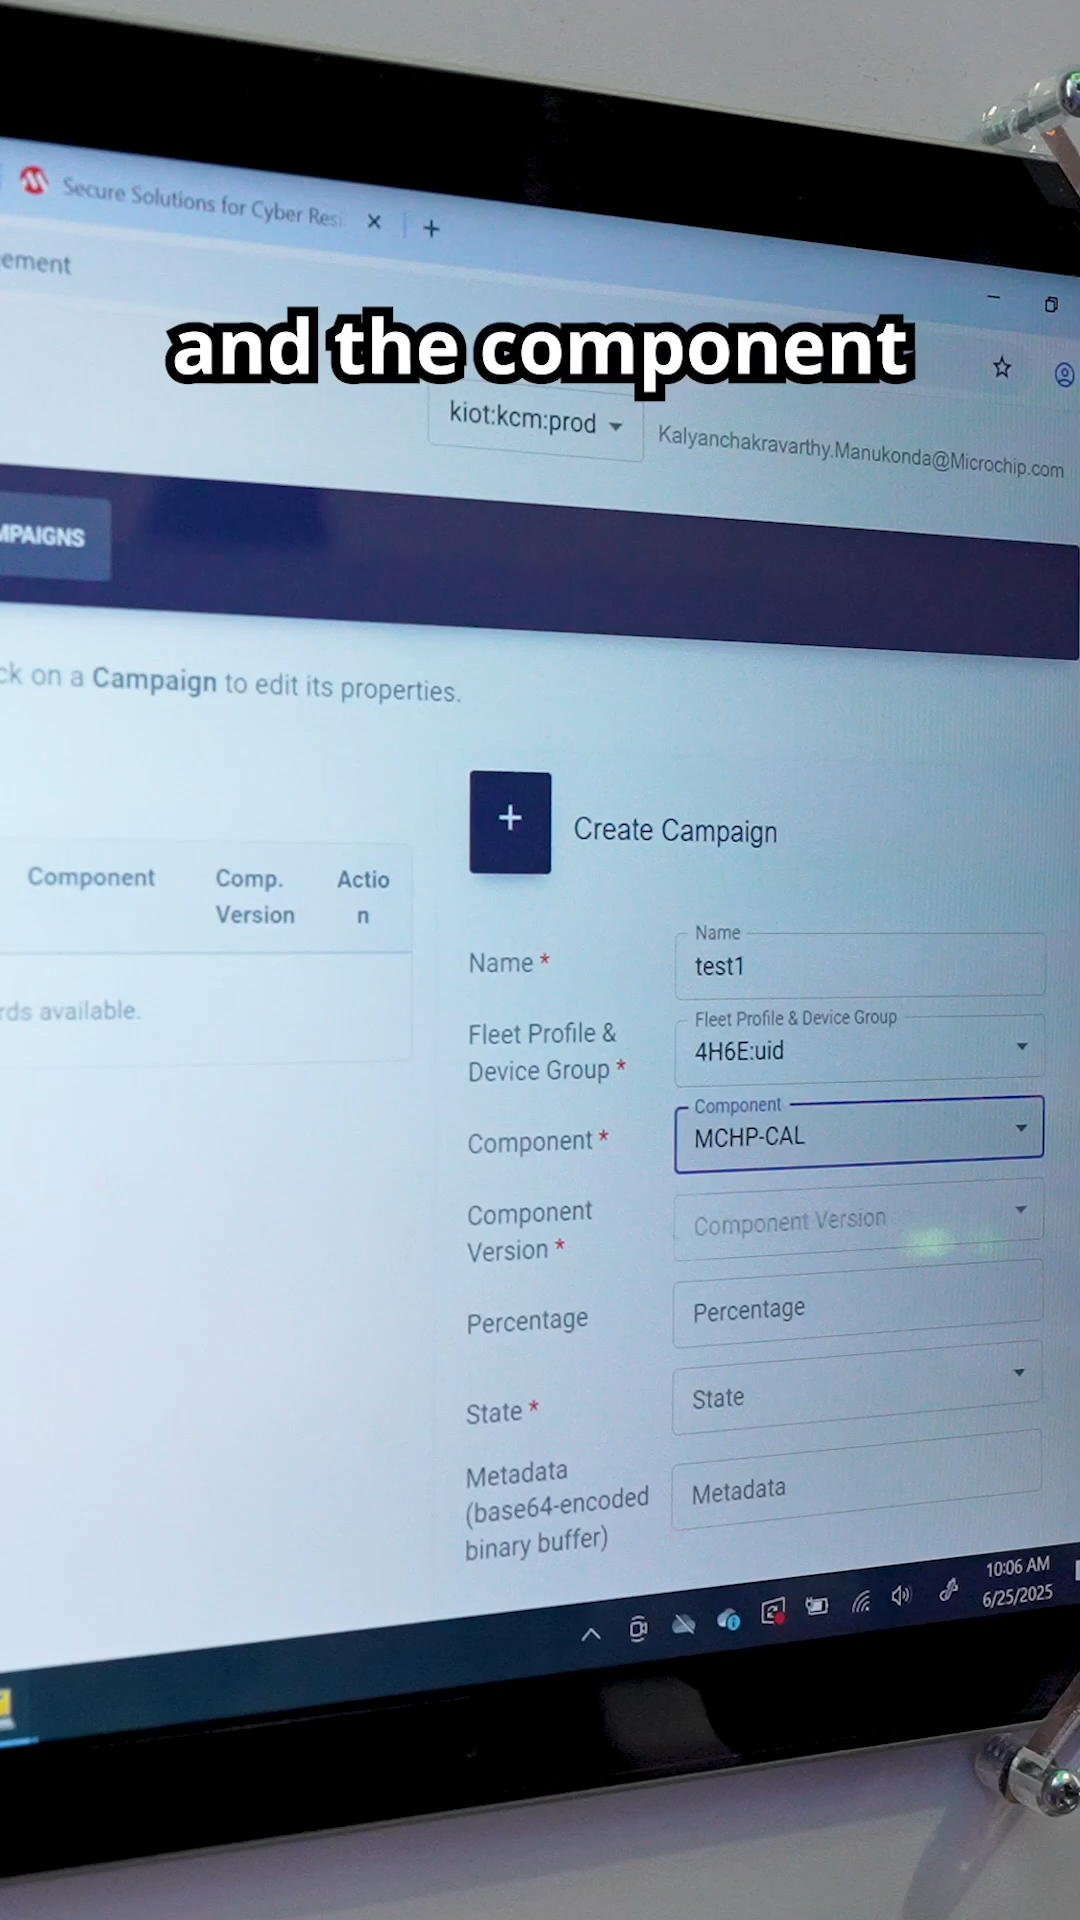 Secure Solutions for Cyber Resi
ement
and the component
kiot:kcm:prod
Kalyanchakravarthy.Manukonda@Microchip.com
MPAIGNS
ck on a Campaign to edit its properties.
+
Create Campaign
Component
Comp.
Version
Actio
n
rds available.
Name *
Name
test1
Fleet Profile &
Device Group *
Fleet Profile & Device Group
4H6E:uid
Component *
Component
MCHP-CAL
Component
Version *
Component Version
Percentage
Percentage
State *
State
Metadata
(base64-encoded
binary buffer)
Metadata
10:06 AM
6/25/2025